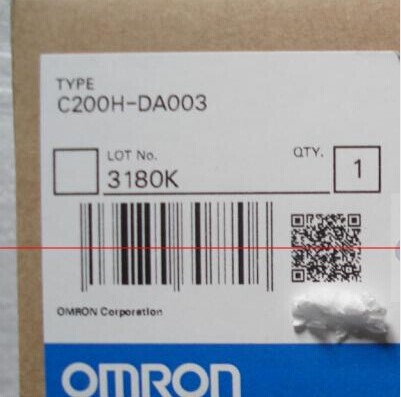 TYPE
C200H-DA003
LOT No.
3180K
QTY.
1
OMRON Corporation
OMRON